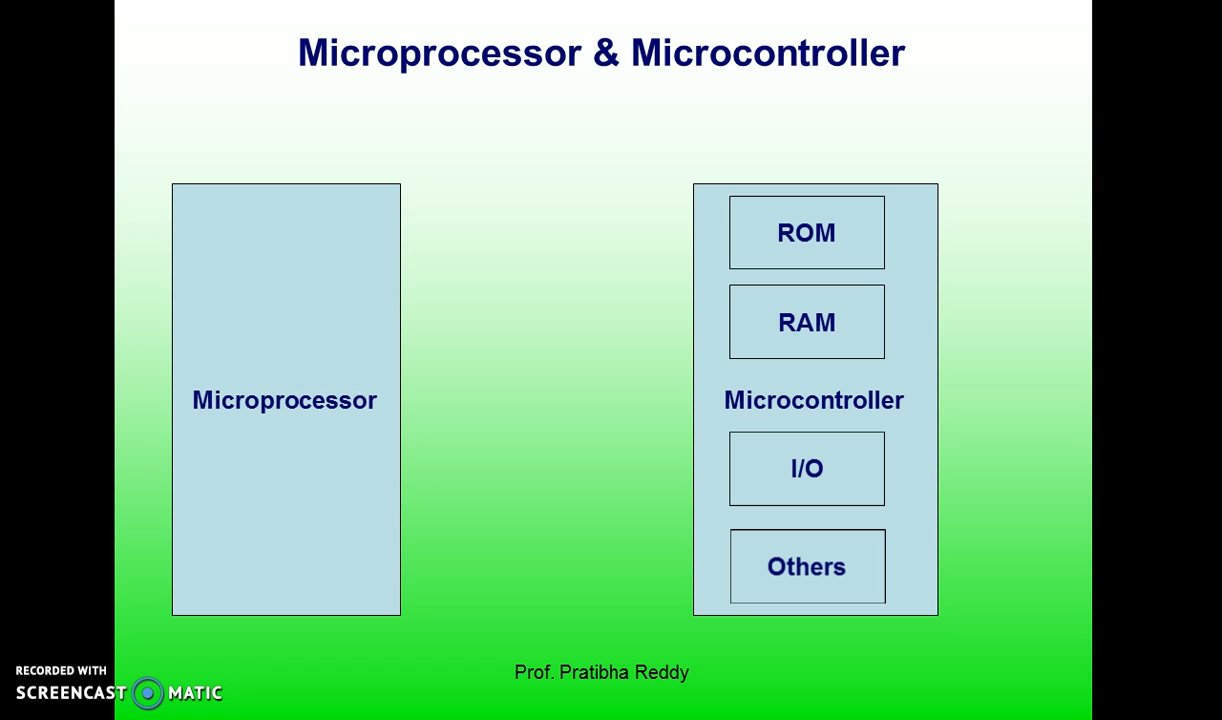 Microprocessor & Microcontroller
Microprocessor
ROM
RAM
Microcontroller
I/O
Others
Prof. Pratibha Reddy
RECORDED WITH
SCREENCAST MATIC